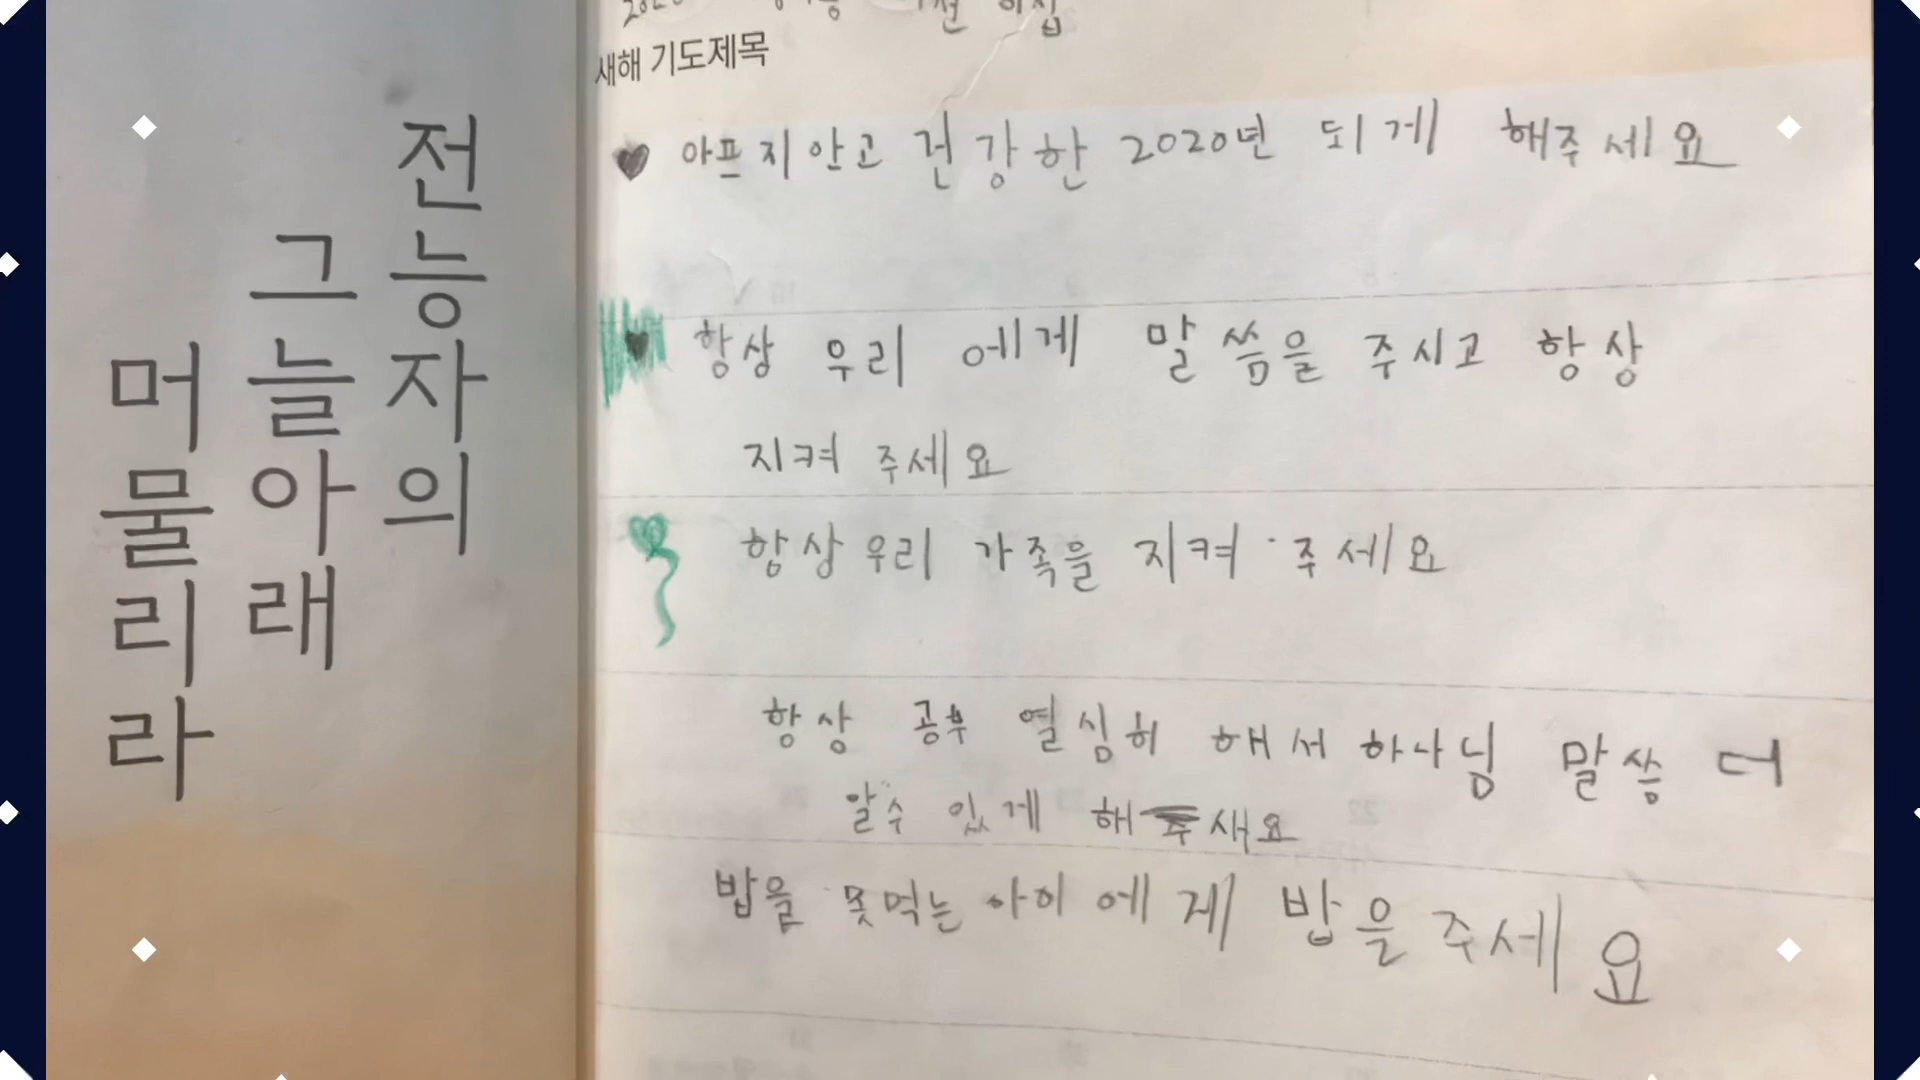 전능자의
그늘아래
머물리라
새해 기도제목
♥ 아프지안고 건강한 2020년 되게 해주세요
♥ 항상 우리 에게 말씀을 주시고 항상
지켜 주세요
항상 우리 가족을 지켜 주세요
항상 공부 열심히 해서 하나님 말씀 더
알수 있게 해주새요
밥을 못먹는 아이 에게 밥을 주세요